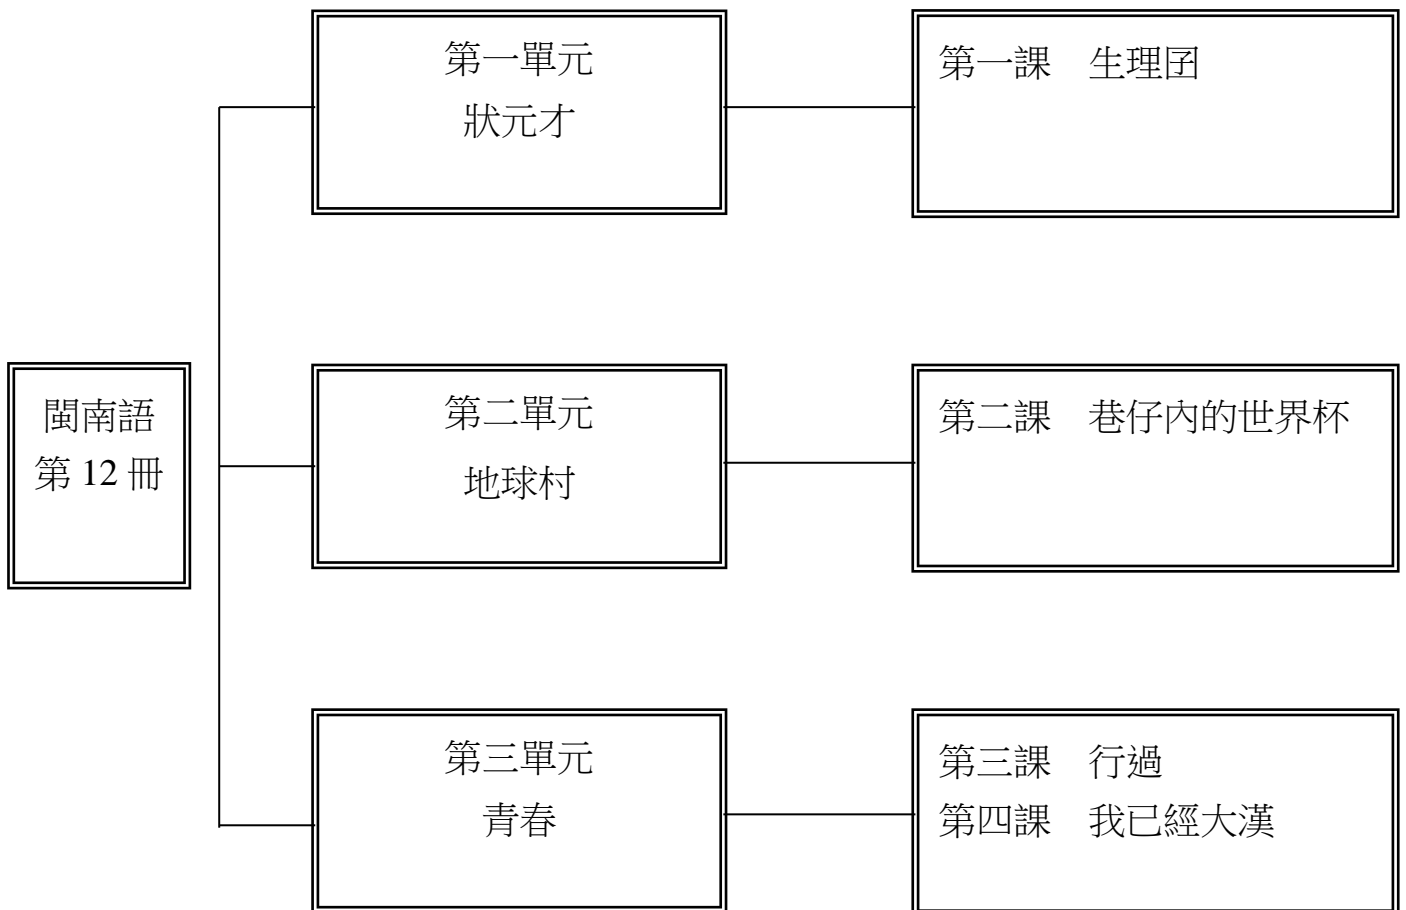 閩南語
第 12 冊
第一單元
狀元才
第一課　生理囝
第二單元
地球村
第二課　巷仔內的世界杯
第三單元
青春
第三課　行過
第四課　我已經大漢